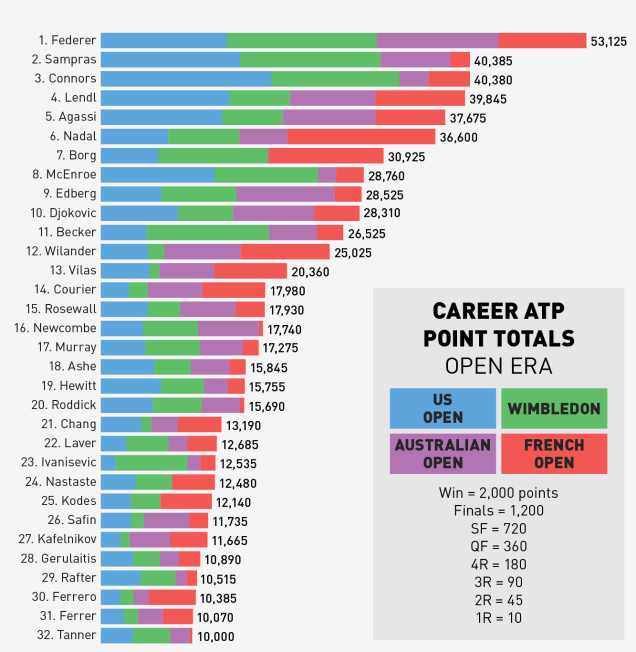 1. Federer 53,125
2. Sampras 40,385
3. Connors 40,380
4. Lendl 39,845
5. Agassi 37,675
6. Nadal 36,600
7. Borg 30,925
8. McEnroe 28,760
9. Edberg 28,525
10. Djokovic 28,310
11. Becker 26,525
12. Wilander 25,025
13. Vilas 20,360
14. Courier 17,980
15. Rosewall 17,930
16. Newcombe 17,740
17. Murray 17,275
18. Ashe 15,845
19. Hewitt 15,755
20. Roddick 15,690
21. Chang 13,190
22. Laver 12,685
23. Ivanisevic 12,535
24. Nastaste 12,480
25. Kodes 12,140
26. Safin 11,735
27. Kafelnikov 11,665
28. Gerulaitis 10,890
29. Rafter 10,515
30. Ferrero 10,385
31. Ferrer 10,070
32. Tanner 10,000
CAREER ATP
POINT TOTALS
OPEN ERA
US
OPEN
WIMBLEDON
AUSTRALIAN
OPEN
FRENCH
OPEN
Win = 2,000 points
Finals = 1,200
SF = 720
QF = 360
4R = 180
3R = 90
2R = 45
1R = 10